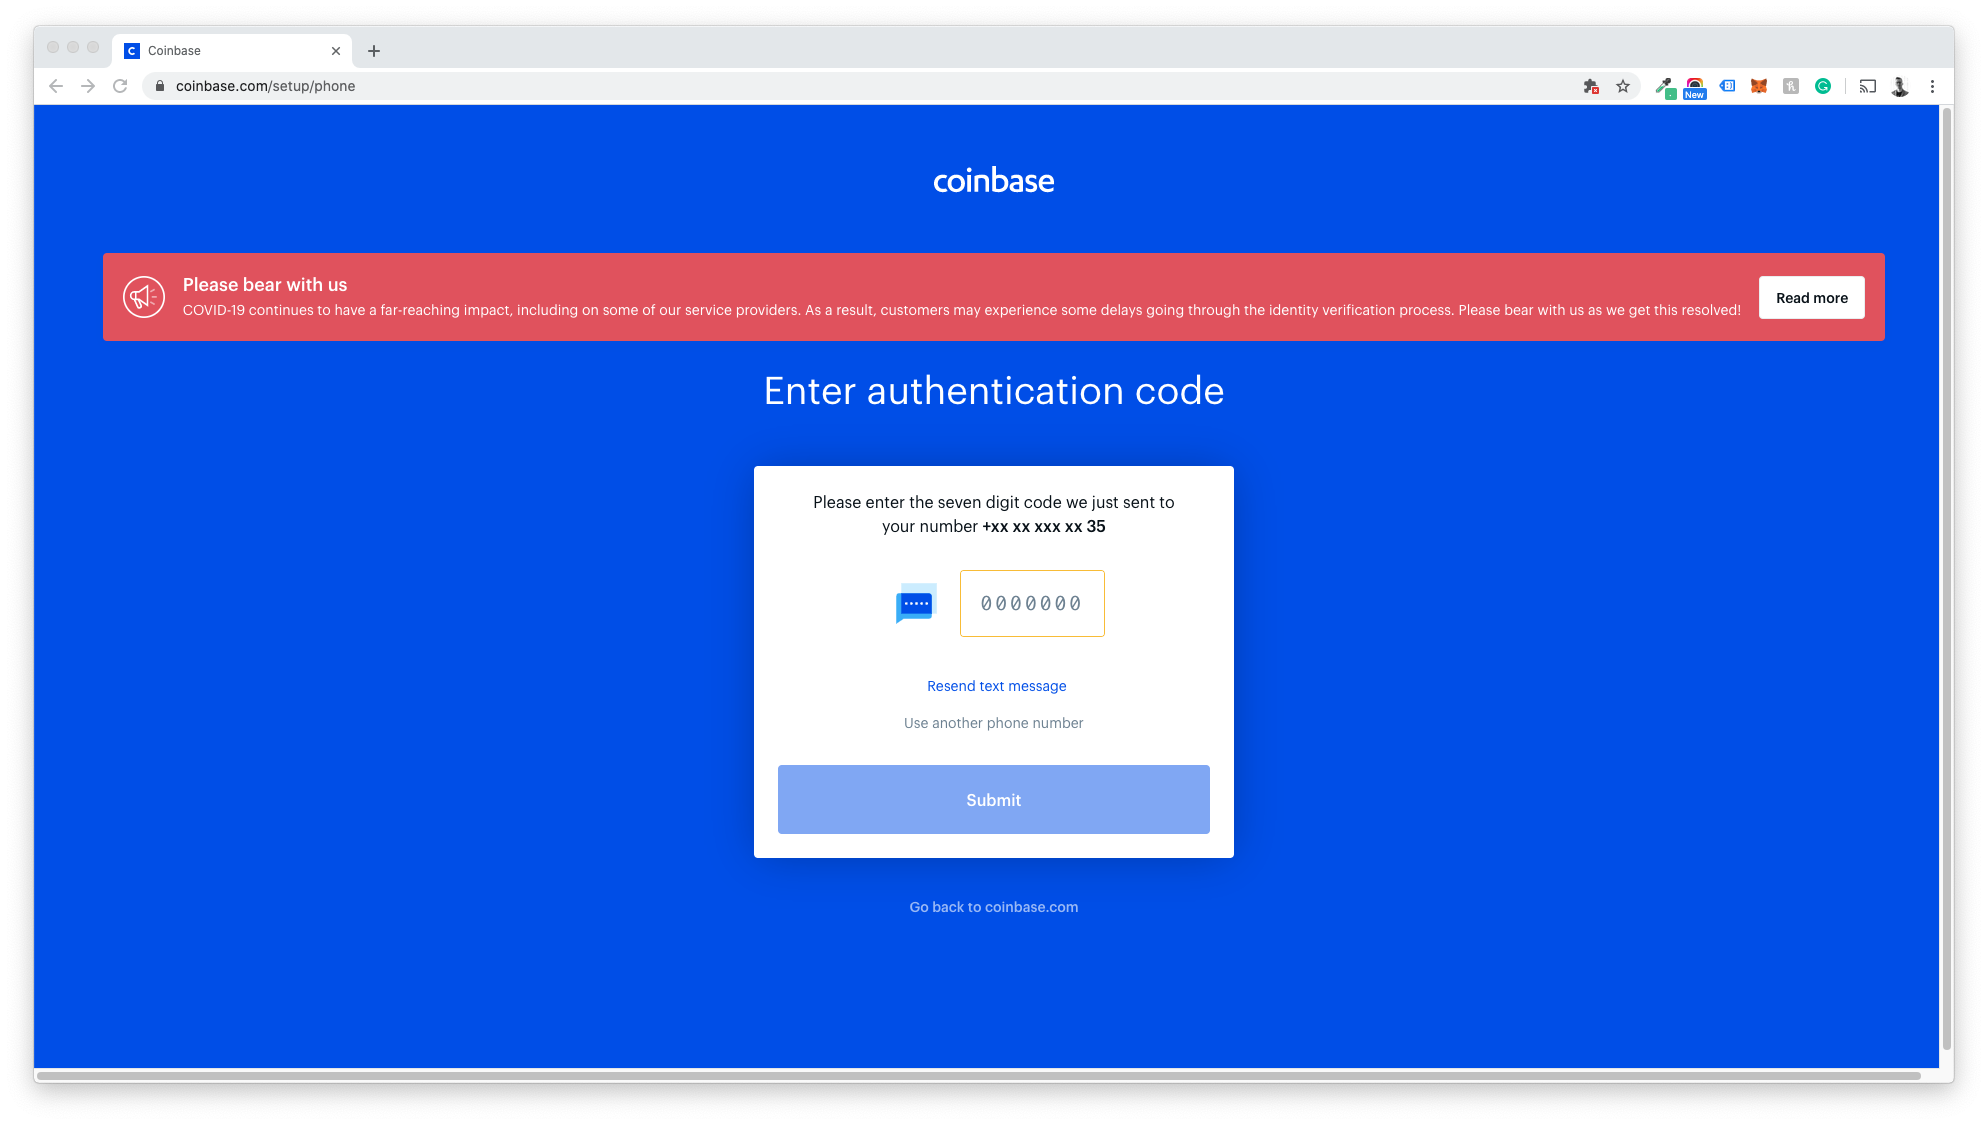 Coinbase
coinbase.com/setup/phone
New
coinbase
Please bear with us
COVID-19 continues to have a far-reaching impact, including on some of our service providers. As a result, customers may experience some delays going through the identity verification process. Please bear with us as we get this resolved!
Read more
Enter authentication code
Please enter the seven digit code we just sent to
your number +xx xx xxx xx 35
0000000
Resend text message
Use another phone number
Submit
Go back to coinbase.com